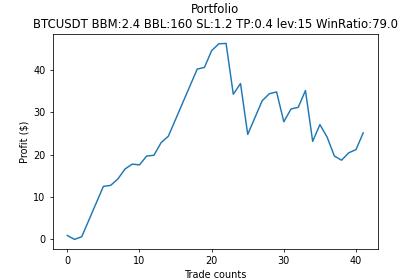 Portfolio
BTCUSDT BBM:2.4 BBL:160 SL:1.2 TP:0.4 lev:15 WinRatio:79.0
Profit ($)
40
30
20
10
0
0
10
20
30
40
Trade counts